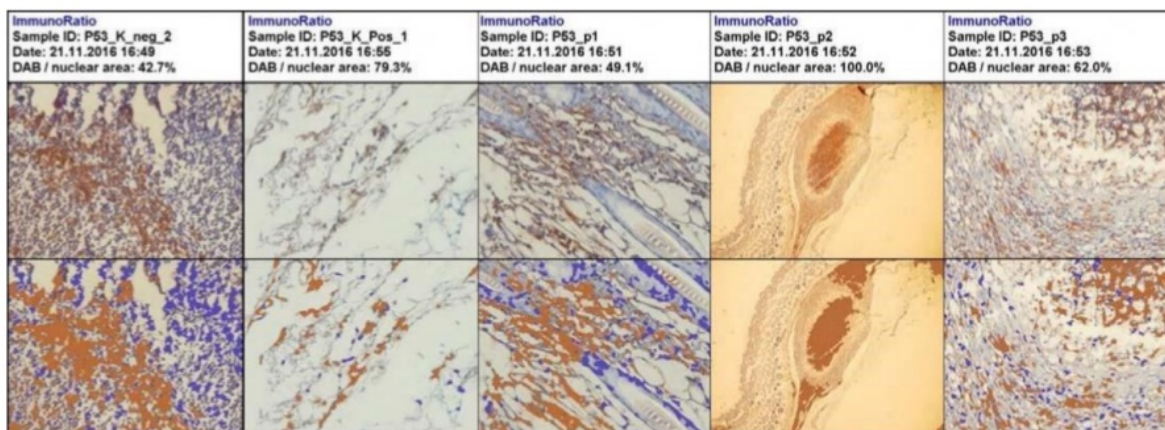 ImmunoRatio
Sample ID: P53_K_neg_2
Date: 21.11.2016 16:49
DAB / nuclear area: 42.7%
ImmunoRatio
Sample ID: P53_K_Pos_1
Date: 21.11.2016 16:55
DAB / nuclear area: 79.3%
ImmunoRatio
Sample ID: P53_p1
Date: 21.11.2016 16:51
DAB / nuclear area: 49.1%
ImmunoRatio
Sample ID: P53_p2
Date: 21.11.2016 16:52
DAB / nuclear area: 100.0%
ImmunoRatio
Sample ID: P53_p3
Date: 21.11.2016 16:53
DAB / nuclear area: 62.0%